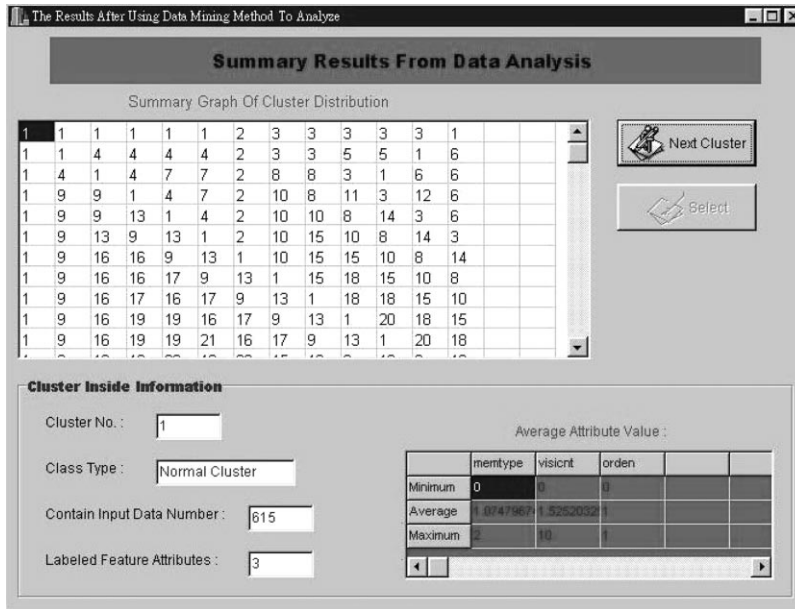 The Results After Using Data Mining Method To Analyze
Summary Results From Data Analysis
Summary Graph Of Cluster Distribution
1 1 1 1 1 1 2 3 3 3 3 3 1
1 1 4 4 4 4 2 3 3 5 5 1 6
1 4 1 4 7 7 2 8 8 3 1 6 6
1 9 9 1 4 7 2 10 8 11 3 12 6
1 9 9 13 1 4 2 10 10 8 14 3 6
1 9 13 9 13 1 2 10 15 10 8 14 3
1 9 16 16 9 13 1 10 15 15 10 8 14
1 9 16 16 17 9 13 1 15 18 15 10 8
1 9 16 17 16 17 9 13 1 18 18 15 10
1 9 16 19 19 16 17 9 13 1 20 18 15
1 9 16 19 19 21 16 17 9 13 1 20 18
Next Cluster
Select
Cluster Inside Information
Cluster No. : 1
Class Type : Normal Cluster
Contain Input Data Number : 615
Labeled Feature Attributes : 3
Average Attribute Value :
memtype visicnt orden
Minimum 0 0 0
Average 1
Maximum 2 10 1